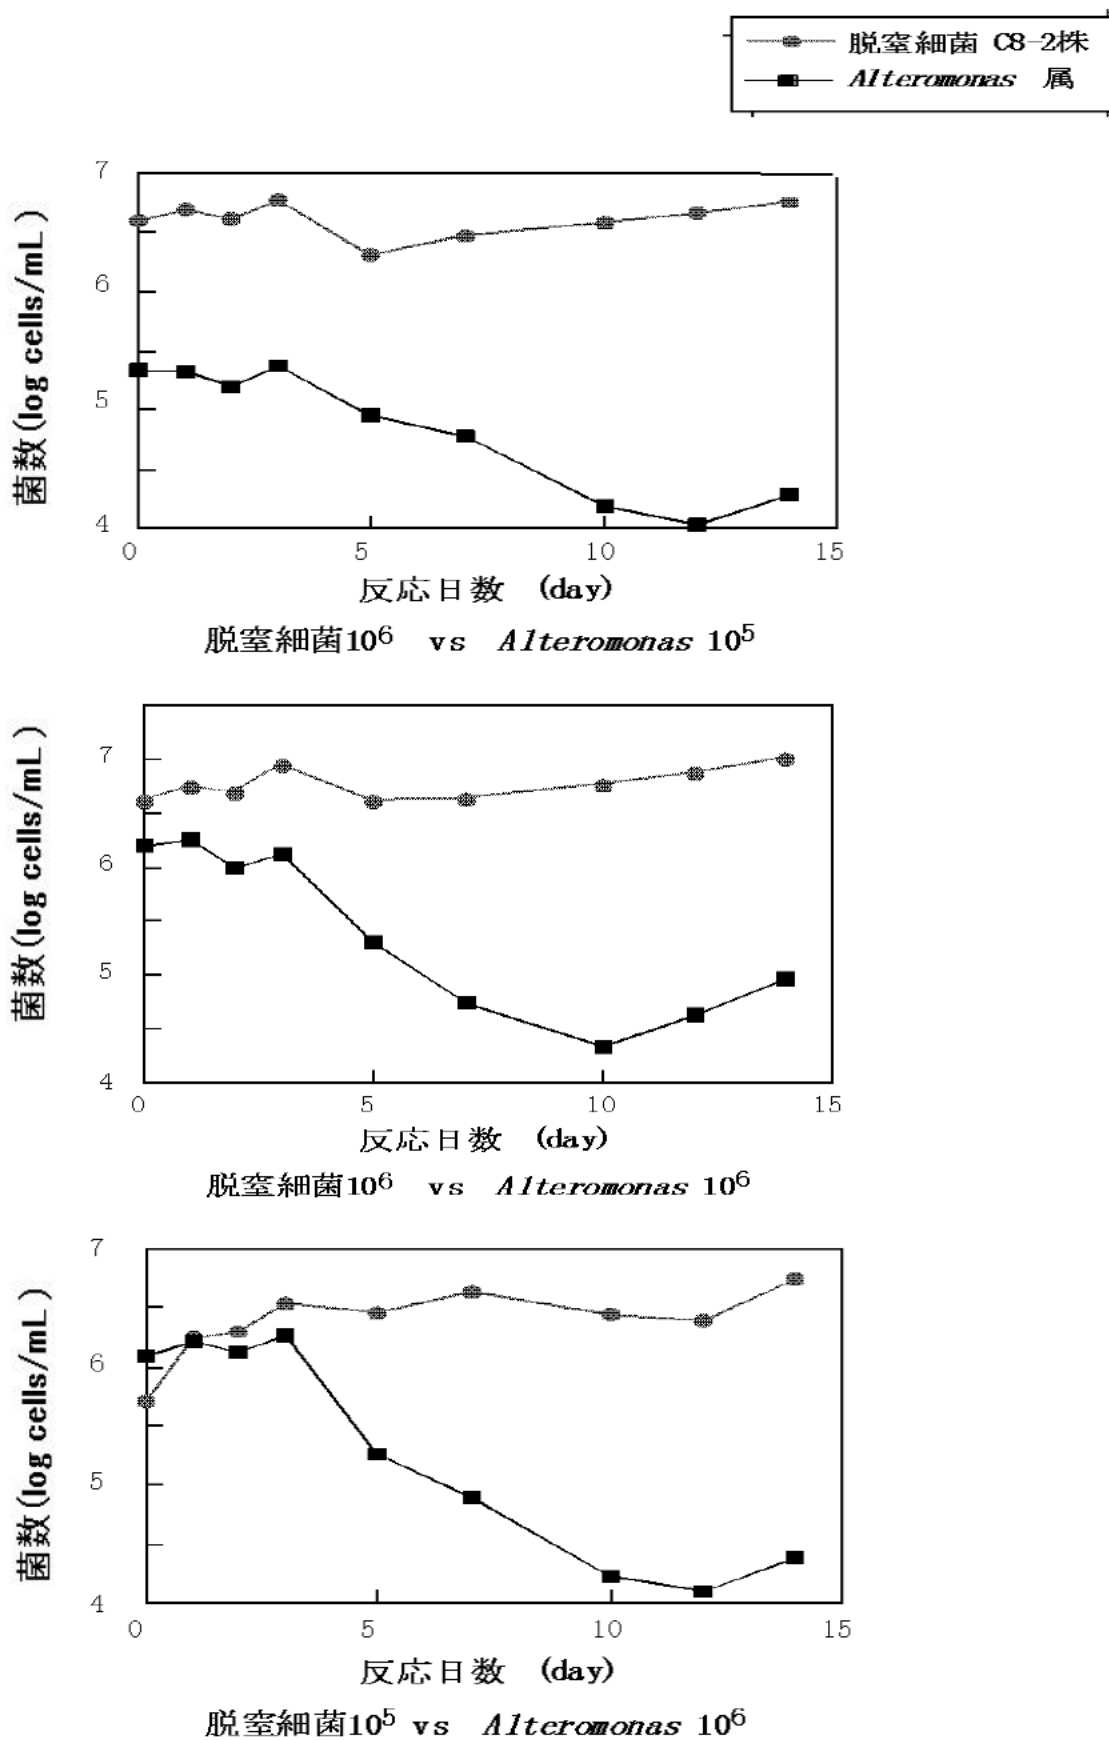 脱窒細菌 C8-2株
Alteromonas 属
菌数(log cells/mL)
7
6
5
4
0 5 10 15
反応日数 (day)
脱窒細菌10⁶ vs Alteromonas 10⁵
菌数(log cells/mL)
7
6
5
4
0 5 10 15
反応日数 (day)
脱窒細菌10⁶ vs Alteromonas 10⁶
菌数(log cells/mL)
7
6
5
4
0 5 10 15
反応日数 (day)
脱窒細菌10⁵ vs Alteromonas 10⁶